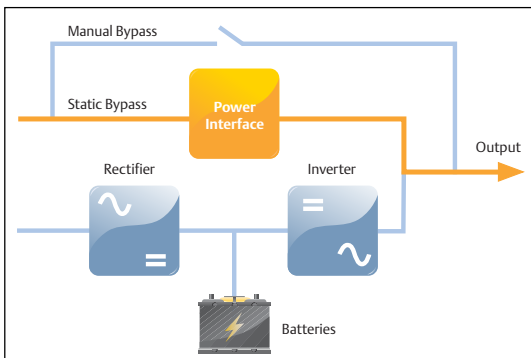 Manual Bypass
Static Bypass
Power
Interface
Output
Rectifier
Inverter
Batteries